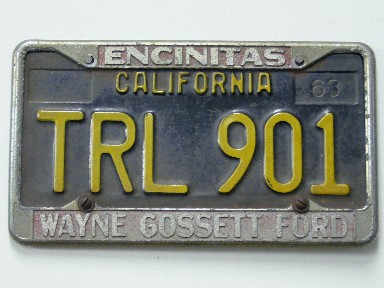 ENCINITAS
CALIFORNIA 63
TRL 901
WAYNE GOSSETT FORD